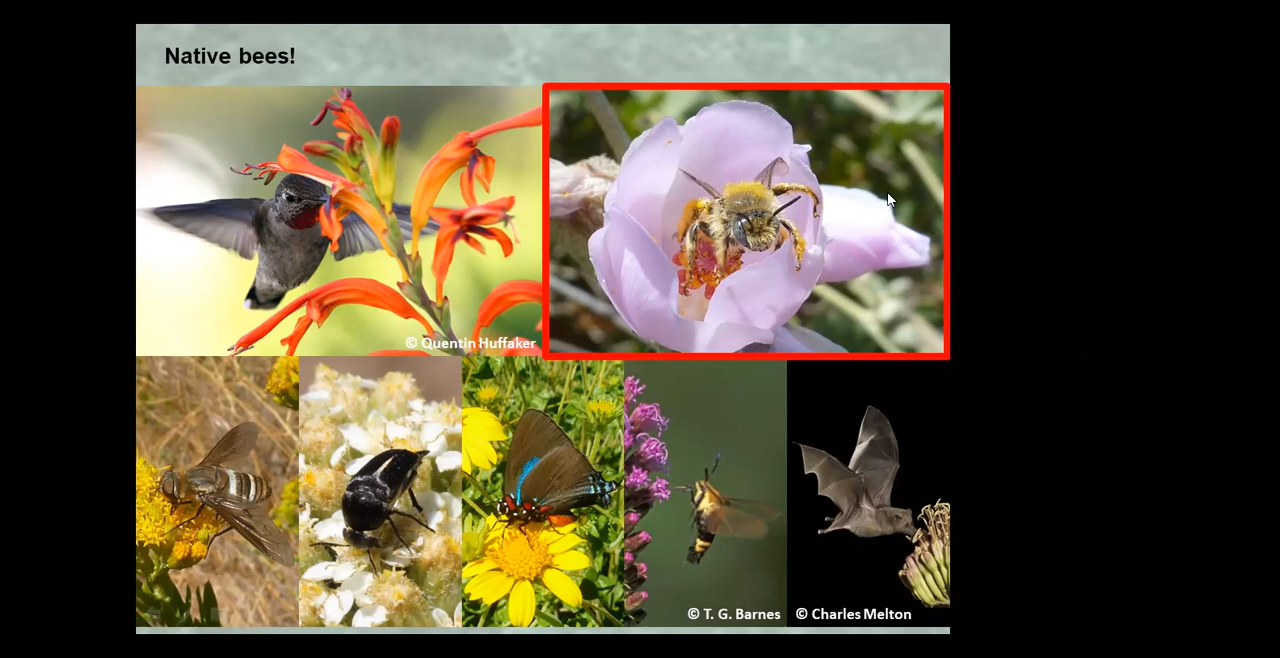 Native bees!
© Quentin Huffaker
© T. G. Barnes
© Charles Melton